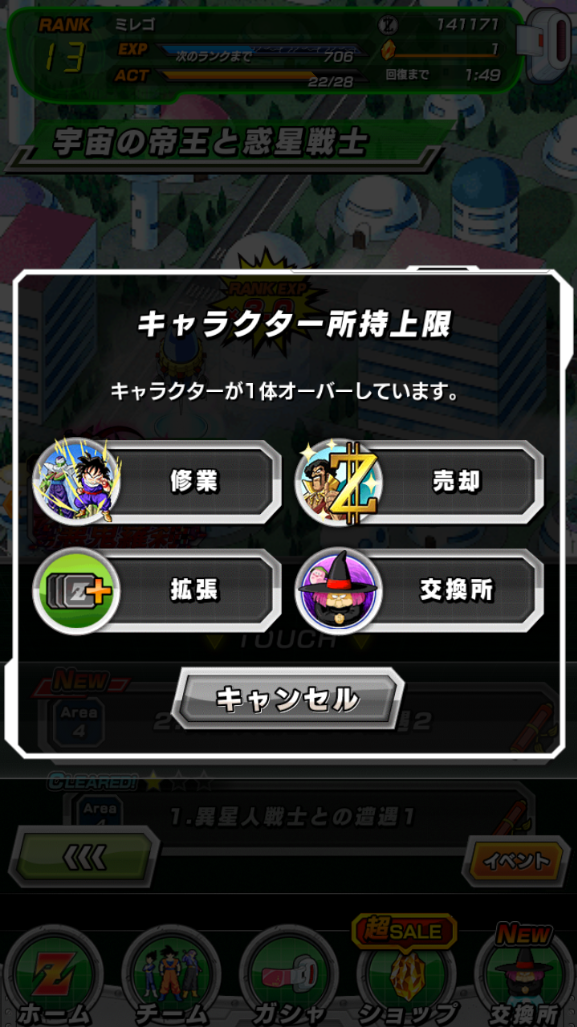 RANK ミレゴ 141171
13 EXP 次のランクまで 706 1
ACT 22/28 回復まで 1:49
宇宙の帝王と惑星戦士
RANK EXP
キャラクター所持上限
キャラクターが1体オーバーしています。
修業 売却
拡張 交換所
TOUCH
キャンセル
NEW
Area
4
2
CLEARED!
Area
1.異星人戦士との遭遇1
イベント
超SALE
NEW
ホーム チーム ガシャ ショップ 交換所